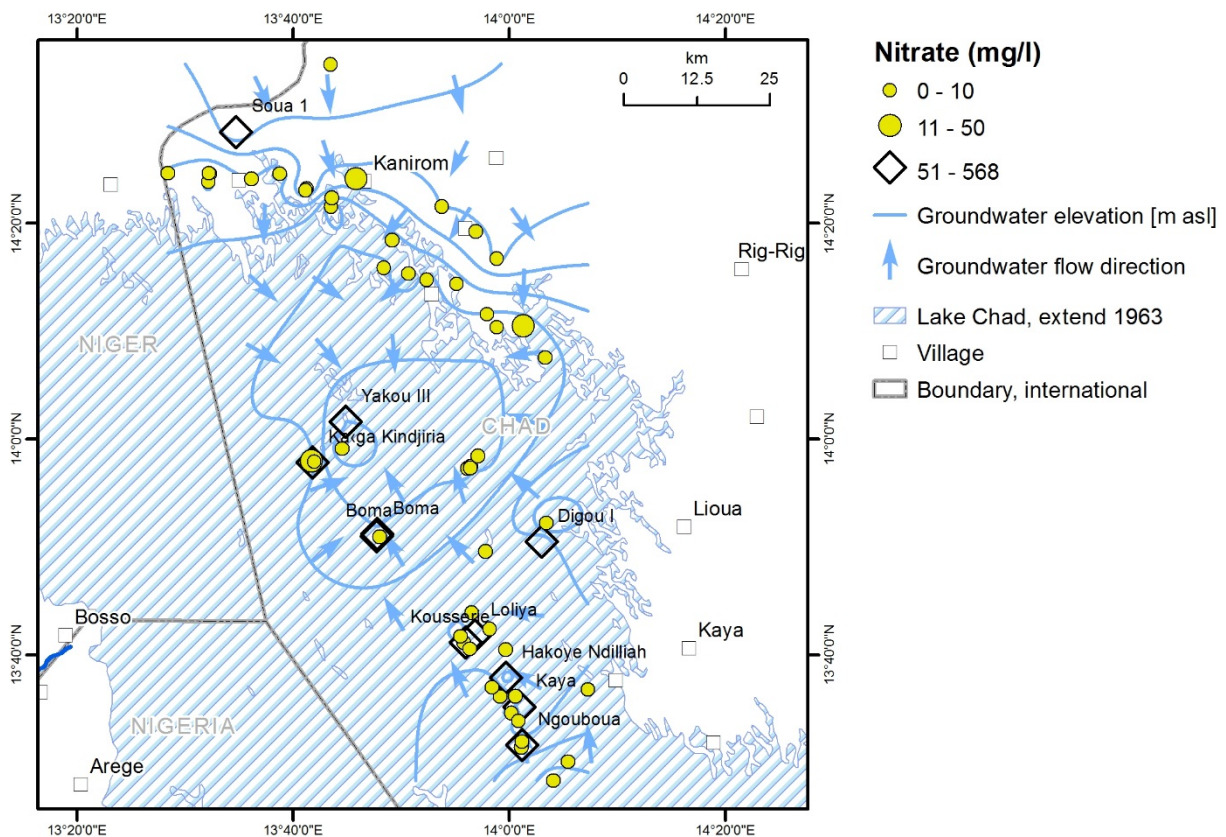 13°20'0"E
13°40'0"E
14°0'0"E
14°20'0"E
km
0 12.5 25
Soua 1
Kanirom
14°20'0"N
14°20'0"N
Rig-Rig
NIGER
Yakou III
CHAD
14°0'0"N
14°0'0"N
Kindjiria
Boma
Boma
Digou I
Lioua
Bosso
Kousserie
Loliya
Kaya
13°40'0"N
13°40'0"N
Hakoye Ndilliah
Kaya
NIGERIA
Ngouboua
Arege
13°20'0"E
13°40'0"E
14°0'0"E
14°20'0"E
Nitrate (mg/l)
0 - 10
11 - 50
51 - 568
Groundwater elevation [m asl]
Groundwater flow direction
Lake Chad, extend 1963
Village
Boundary, international